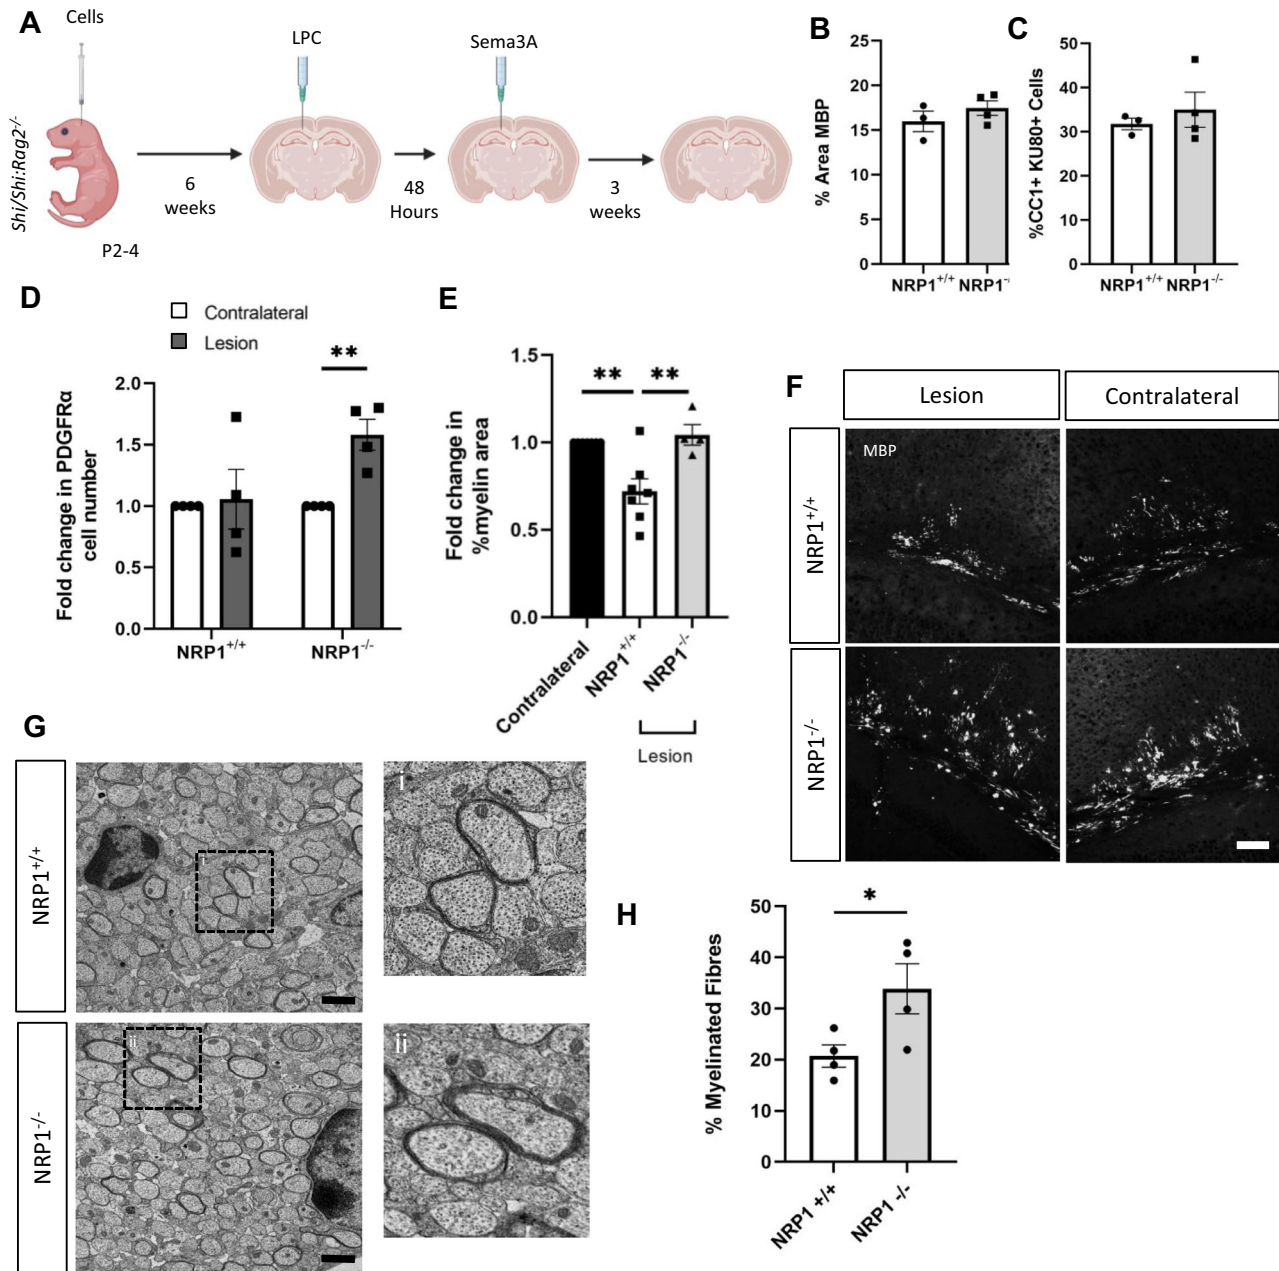 A
Cells
Shi/Shi:Rag2-/-
P2-4
6
weeks
LPC
48
Hours
Sema3A
3
weeks
B
% Area MBP
25
20
15
10
5
0
NRP1+/+ NRP1-/
C
%CC1+ KU80+ Cells
50
40
30
20
10
0
NRP1+/+ NRP1-/-
D
Contralateral
Lesion
**
Fold change in PDGFRα
cell number
2.0
1.5
1.0
0.5
0.0
NRP1+/+
NRP1-/-
E
Fold change in
%myelin area
1.5
1.0
0.5
0.0
** **
Contralateral
NRP1+/+
NRP1-/-
Lesion
F
Lesion
Contralateral
NRP1+/+
MBP
NRP1-/-
G
NRP1+/+
i
i
NRP1-/-
ii
ii
H
% Myelinated Fibres
50
40
30
20
10
0
*
NRP1 +/+
NRP1 -/-